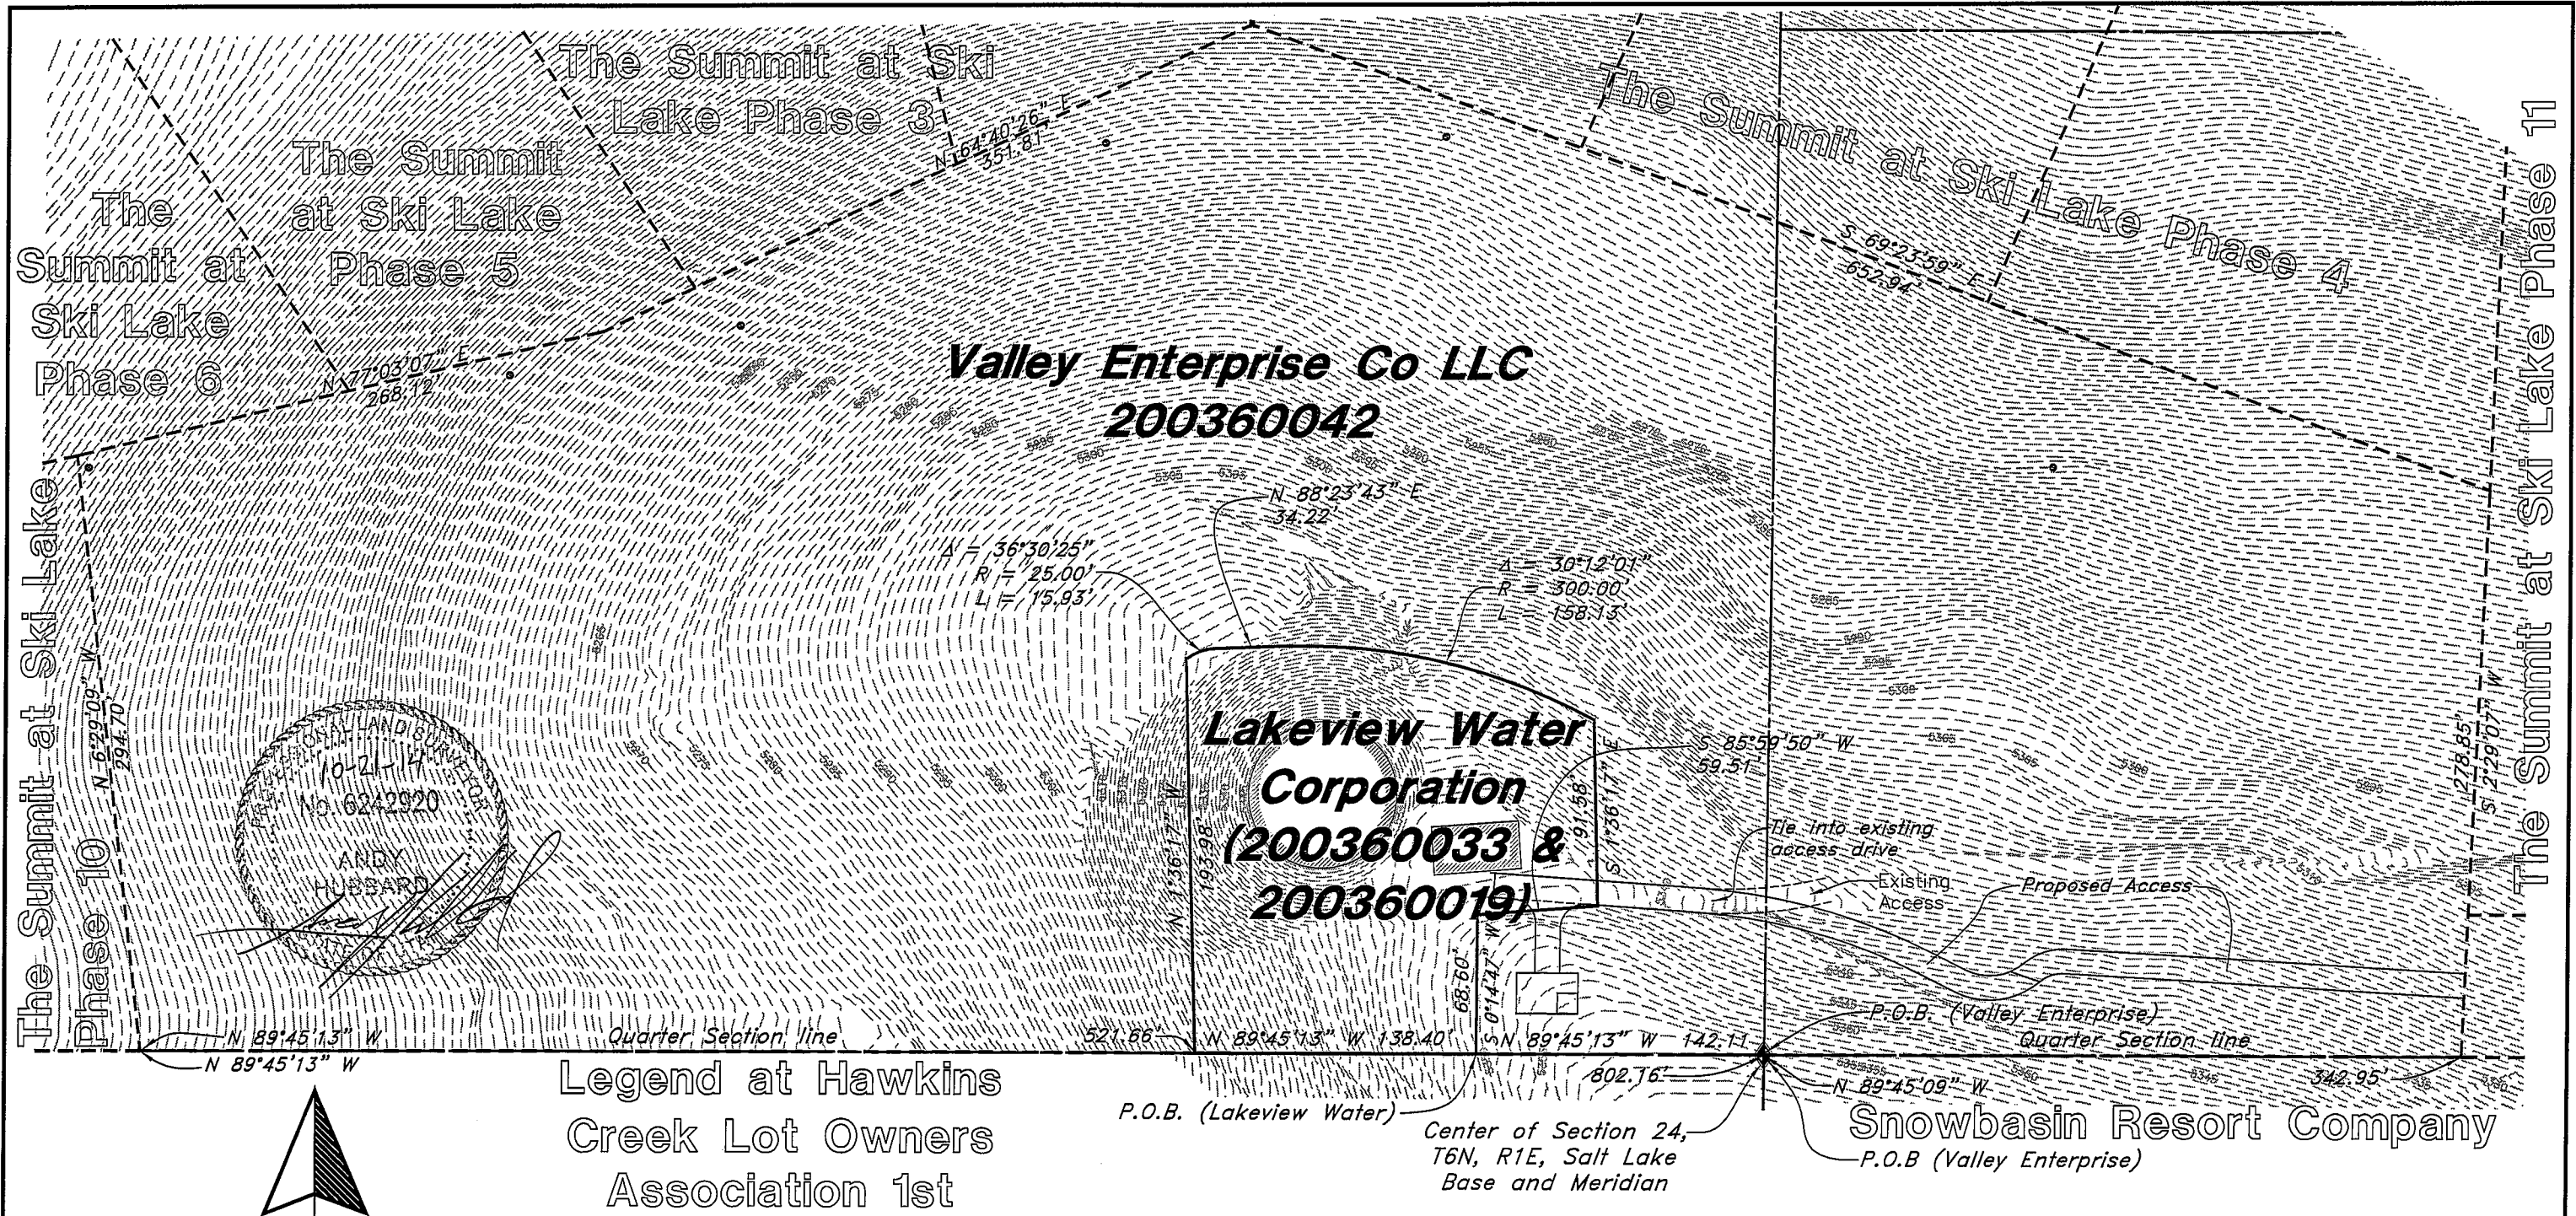 The Summit at Ski
Lake Phase 3
The Summit
at Ski Lake
Phase 5
The
Summit at
Ski Lake
Phase 6
The Summit at Ski Lake Phase 4
The Summit at Ski Lake Phase 11
The Summit at Ski Lake
Phase 10
N 64°40'26" E
351.81'
S 69°23'59" E
652.94'
N 77°03'07" E
268.12'
Valley Enterprise Co LLC
200360042
N 88°23'43" E
34.22'
Δ = 36°30'25"
R = 25.00'
L = 15.93'
Δ = 30°12'01"
R = 300.00'
L = 158.13'
N 6°29'09" W
294.70'
278.85'
S 2°29'07" W
Lakeview Water
Corporation
(200360033 &
200360019)
N 1°36'17" W
193.98'
91.58'
S 1°36'17" E
S 85°59'50" W
59.51'
Tie into existing
access drive
Existing
Access
Proposed Access
PROFESSIONAL LAND SURVEYOR
10-21-14
No. 6242920
ANDY
HUBBARD
68.60'
S 0°14'47" W
N 89°45'13" W
N 89°45'13" W
Quarter Section line
521.66'
N 89°45'13" W 138.40'
N 89°45'13" W 142.11'
802.16'
P.O.B. (Valley Enterprise)
Quarter Section line
N 89°45'09" W
342.95'
P.O.B. (Lakeview Water)
Center of Section 24,
T6N, R1E, Salt Lake
Base and Meridian
P.O.B (Valley Enterprise)
Legend at Hawkins
Creek Lot Owners
Association 1st
Snowbasin Resort Company